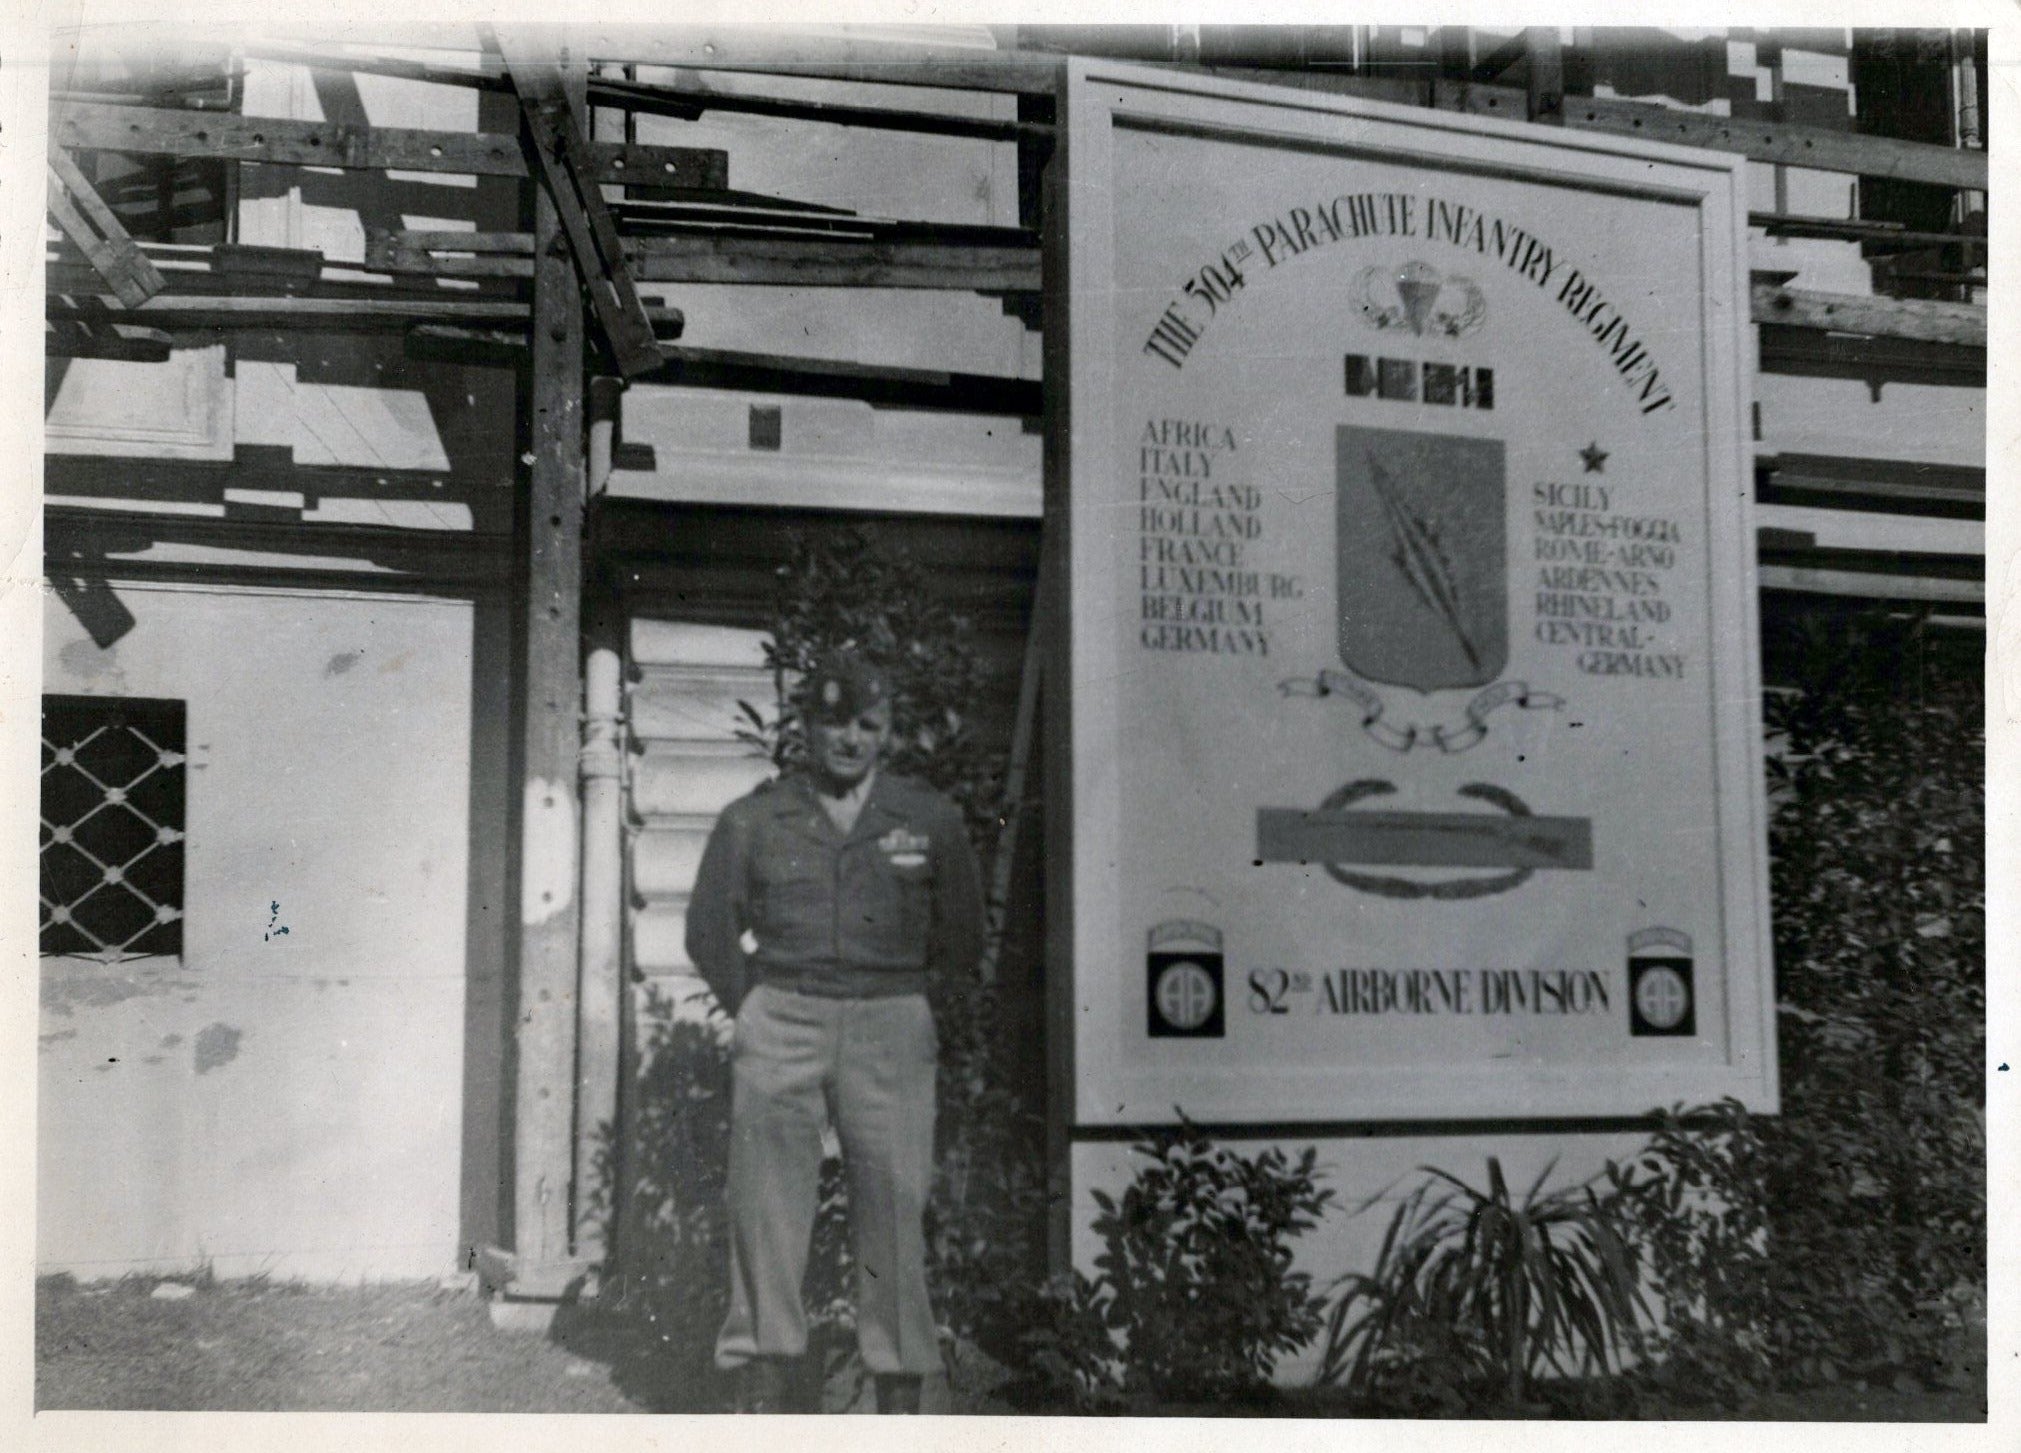 THE 504TH PARACHUTE INFANTRY REGIMENT
AFRICA
ITALY
ENGLAND
HOLLAND
FRANCE
LUXEMBURG
BELGIUM
GERMANY
SICILY
NAPLES-FOGGIA
ROME-ARNO
ARDENNES
RHINELAND
CENTRAL-
GERMANY
82ND AIRBORNE DIVISION